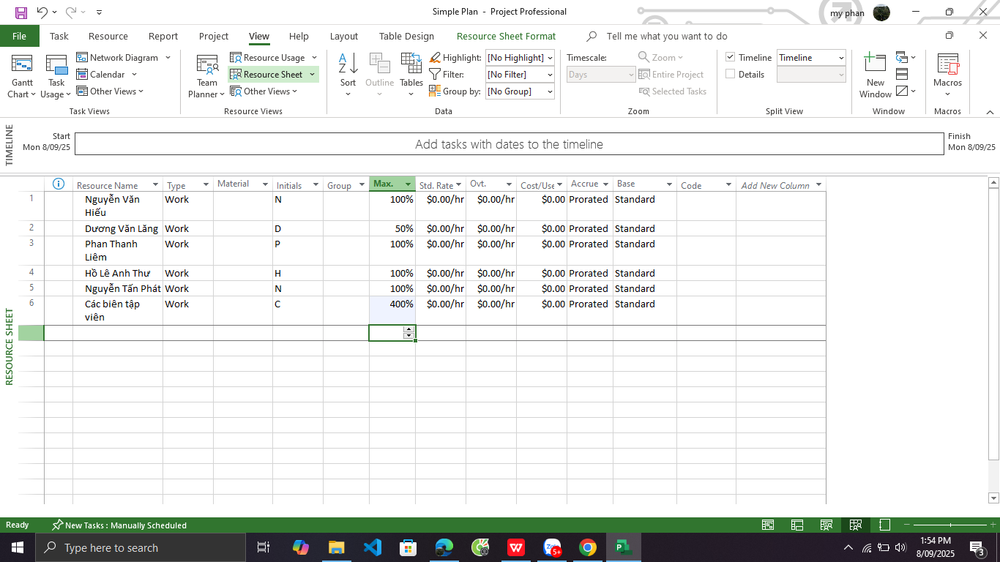 Simple Plan - Project Professional
my phan
File Task Resource Report Project View Help Layout Table Design Resource Sheet Format Tell me what you want to do
Gantt Chart
Task Usage
Network Diagram
Calendar
Other Views
Task Views
Team Planner
Resource Usage
Resource Sheet
Other Views
Resource Views
Sort
Outline
Tables
Highlight: [No Highlight]
Filter: [No Filter]
Group by: [No Group]
Data
Timescale:
Days
Zoom
Entire Project
Selected Tasks
Zoom
Timeline Timeline
Details
Split View
New Window
Window
Macros
Macros
TIMELINE
Start
Mon 8/09/25
Add tasks with dates to the timeline
Finish
Mon 8/09/25
RESOURCE SHEET
Resource Name Type Material Initials Group Max. Std. Rate Ovt. Cost/Use Accrue Base Code Add New Column
1 Nguyễn Văn Work N 100% $0.00/hr $0.00/hr $0.00 Prorated Standard
Hiếu
2 Dương Văn Lăng Work D 50% $0.00/hr $0.00/hr $0.00 Prorated Standard
3 Phan Thanh Work P 100% $0.00/hr $0.00/hr $0.00 Prorated Standard
Liêm
4 Hồ Lê Anh Thư Work H 100% $0.00/hr $0.00/hr $0.00 Prorated Standard
5 Nguyễn Tấn Phát Work N 100% $0.00/hr $0.00/hr $0.00 Prorated Standard
6 Các biên tập Work C 400% $0.00/hr $0.00/hr $0.00 Prorated Standard
viên
Ready New Tasks : Manually Scheduled
Type here to search
5+
1:54 PM
8/09/2025
3